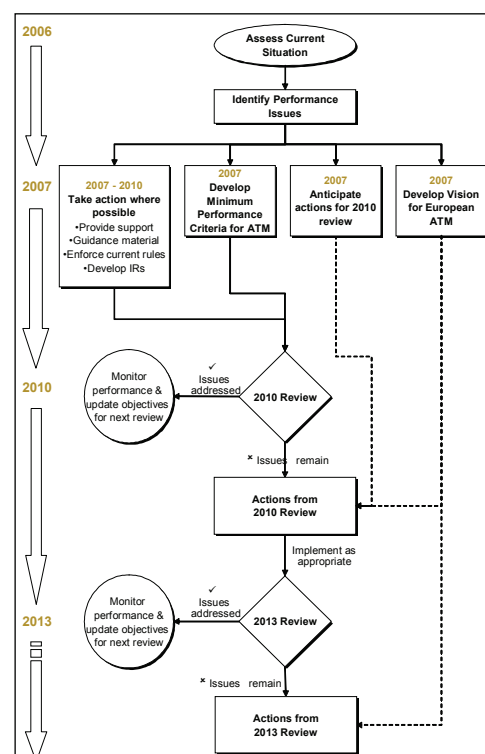 2006
Assess Current
Situation
Identify Performance
Issues
2007
2007 - 2010
Take action where
possible
•Provide support
•Guidance material
•Enforce current rules
•Develop IRs
2007
Develop
Minimum
Performance
Criteria for ATM
2007
Anticipate
actions for 2010
review
2007
Develop Vision
for European
ATM
2010
Monitor
performance &
update objectives
for next review
✓
Issues
addressed
2010 Review
× Issues remain
Actions from
2010 Review
Implement as
appropriate
2013
Monitor
performance &
update objectives
for next review
✓
Issues
addressed
2013 Review
× Issues remain
Actions from
2013 Review